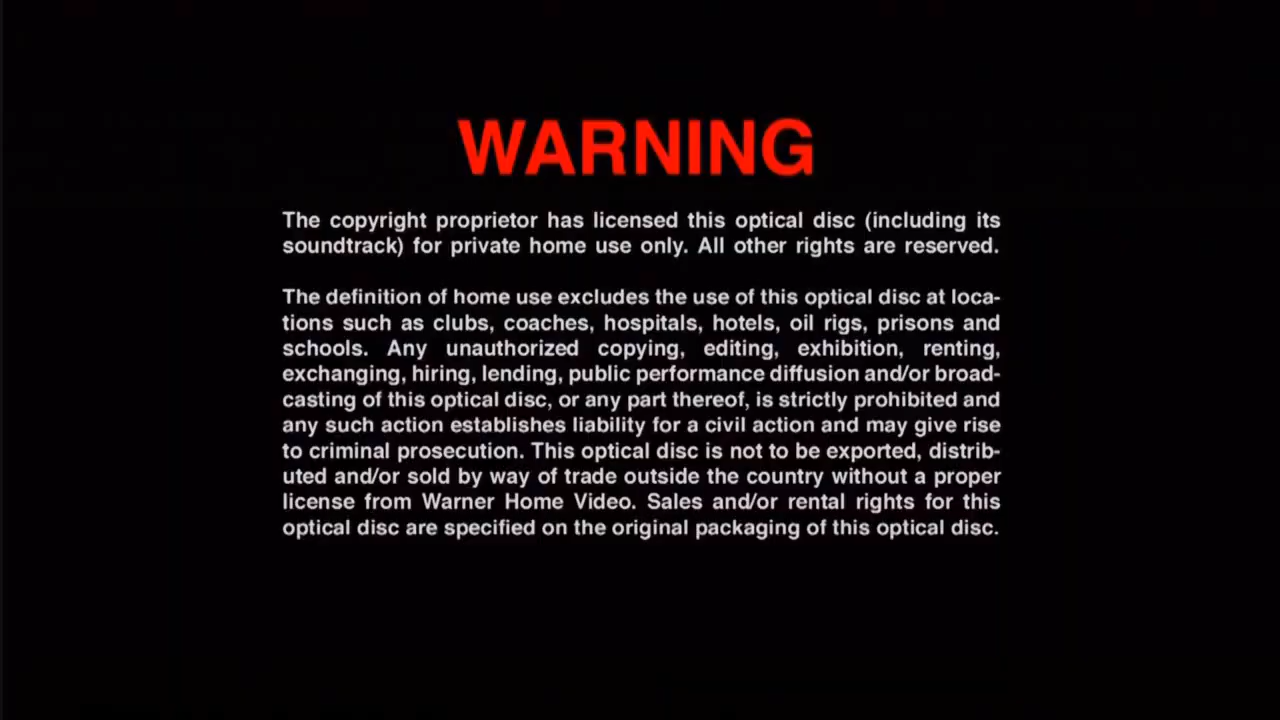 WARNING
The copyright proprietor has licensed this optical disc (including its
soundtrack) for private home use only. All other rights are reserved.
The definition of home use excludes the use of this optical disc at loca-
tions such as clubs, coaches, hospitals, hotels, oil rigs, prisons and
schools. Any unauthorized copying, editing, exhibition, renting,
exchanging, hiring, lending, public performance diffusion and/or broad-
casting of this optical disc, or any part thereof, is strictly prohibited and
any such action establishes liability for a civil action and may give rise
to criminal prosecution. This optical disc is not to be exported, distrib-
uted and/or sold by way of trade outside the country without a proper
license from Warner Home Video. Sales and/or rental rights for this
optical disc are specified on the original packaging of this optical disc.